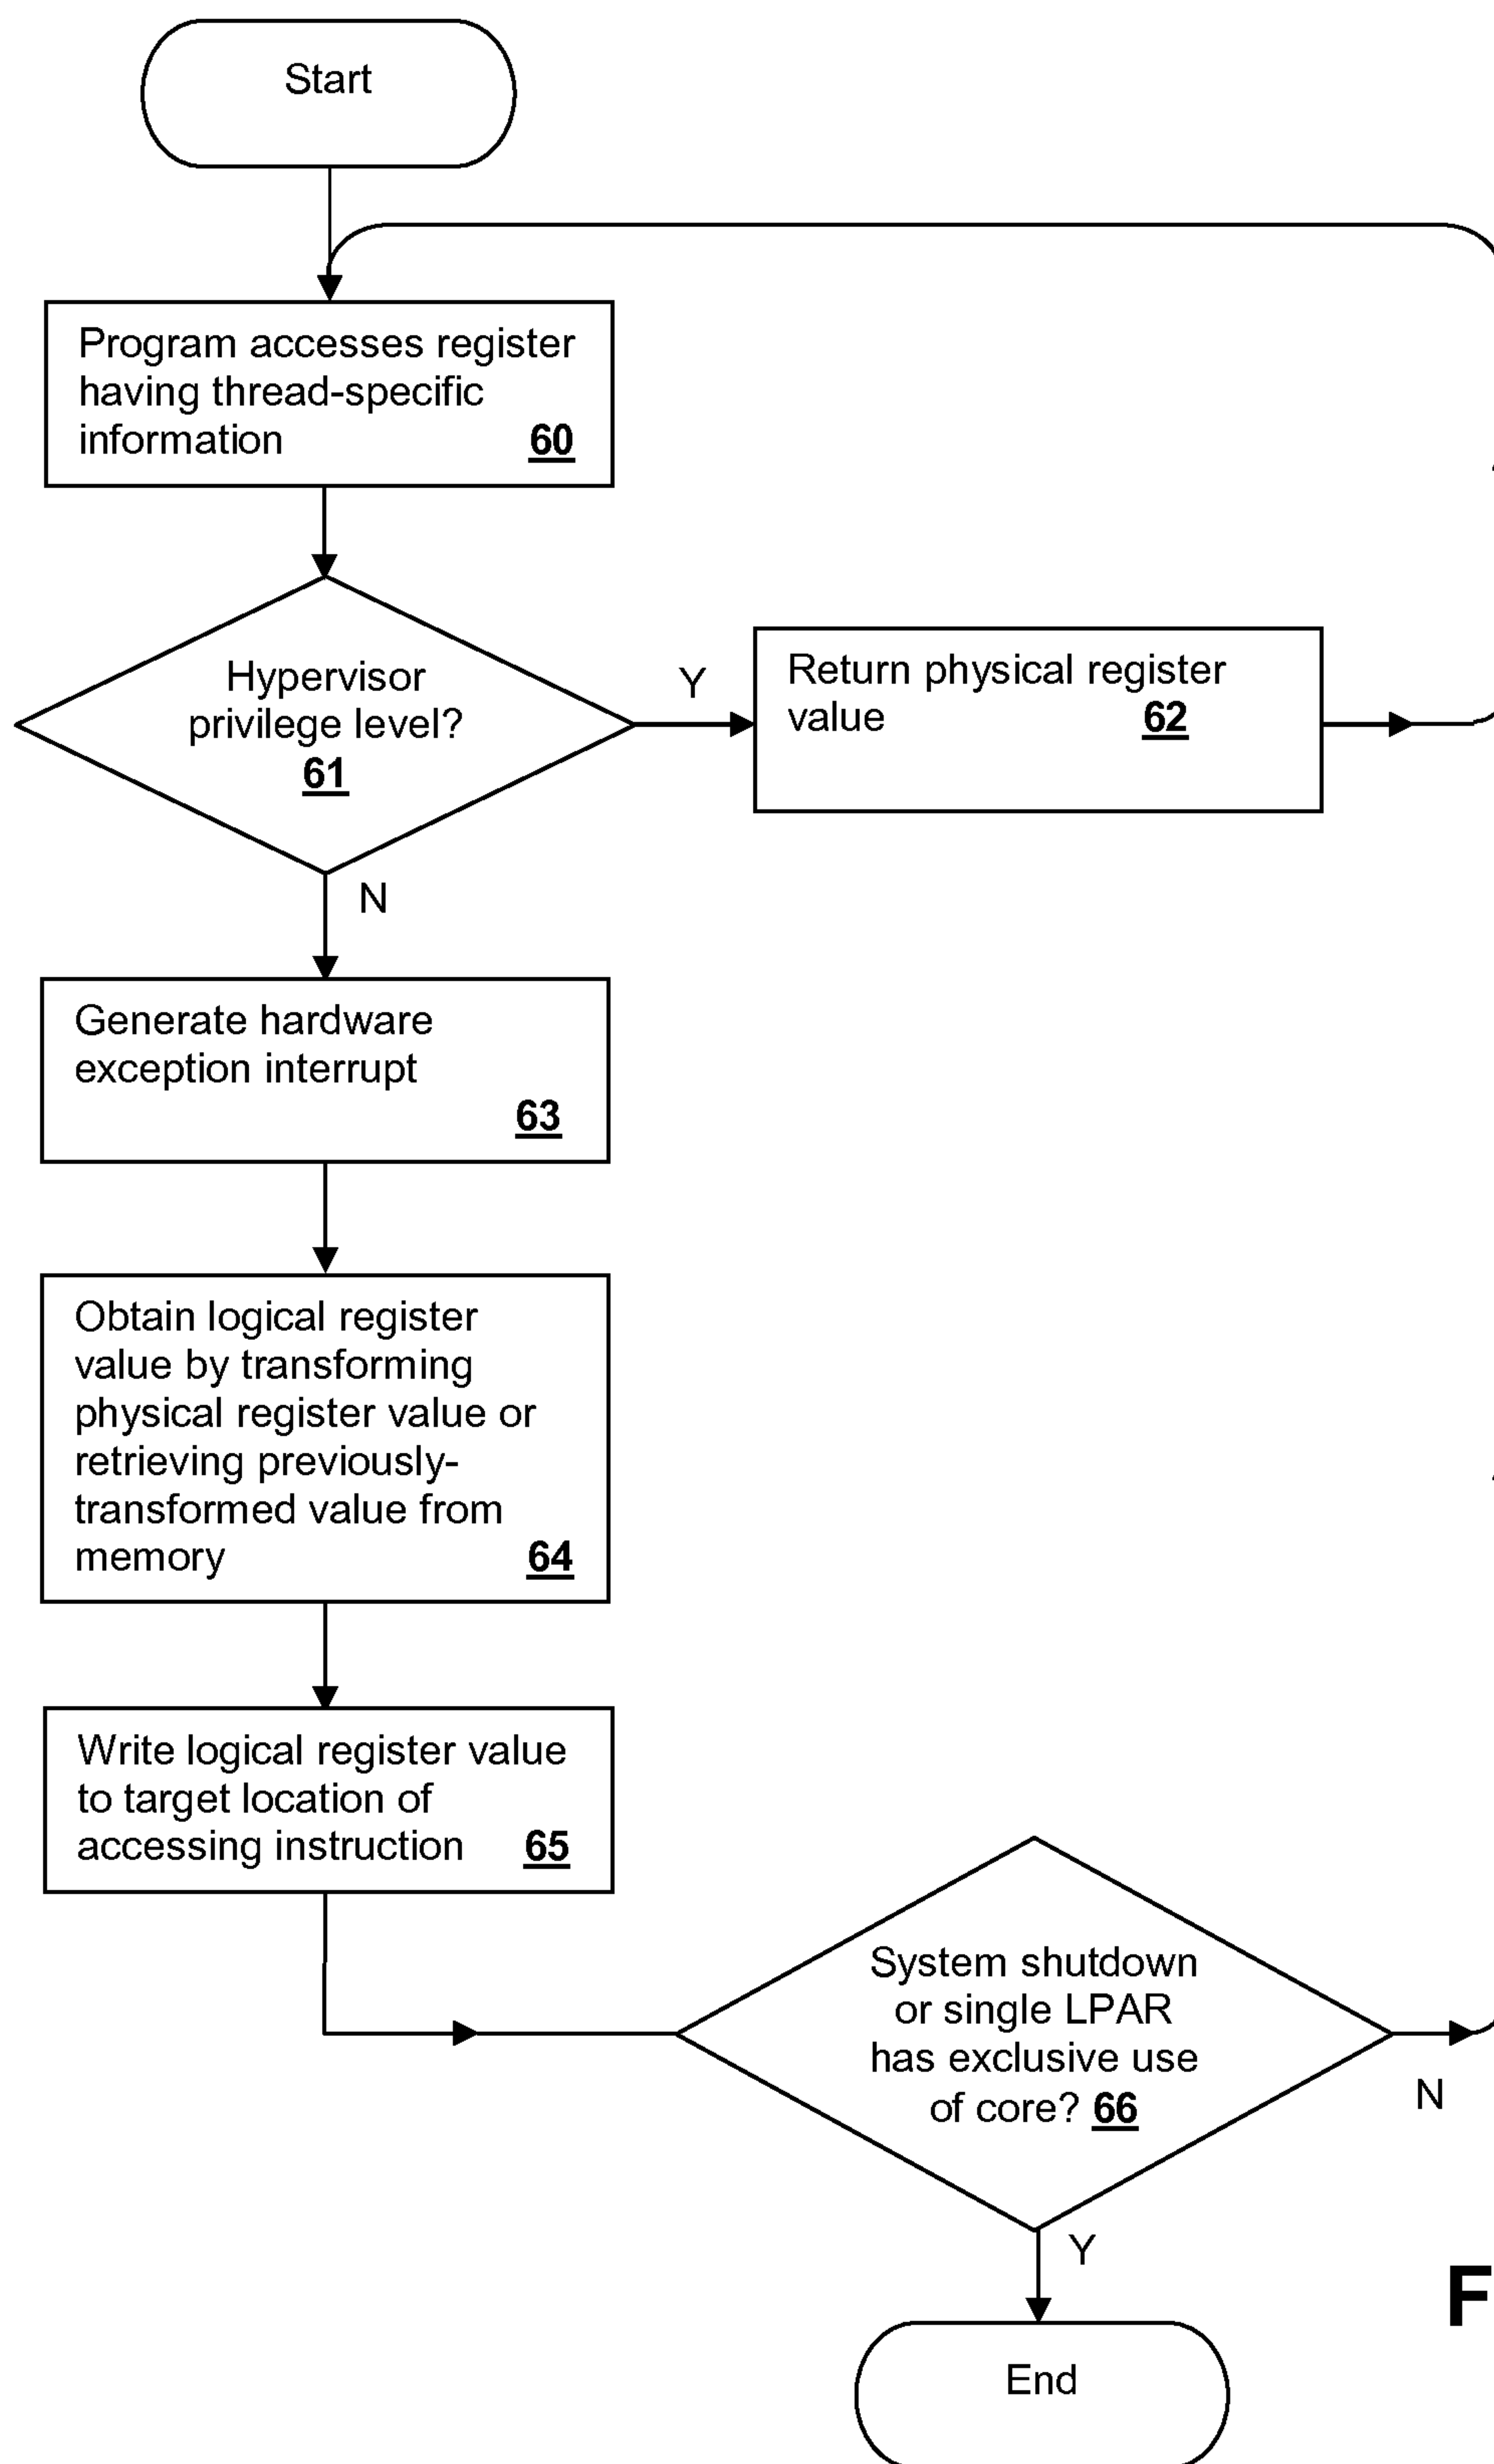 Start
Program accesses register
having thread-specific
information 60
Hypervisor
privilege level?
61
Y
Return physical register
value 62
N
Generate hardware
exception interrupt
63
Obtain logical register
value by transforming
physical register value or
retrieving previously-
transformed value from
memory 64
Write logical register value
to target location of
accessing instruction 65
System shutdown
or single LPAR
has exclusive use
of core? 66
N
Y
F
End